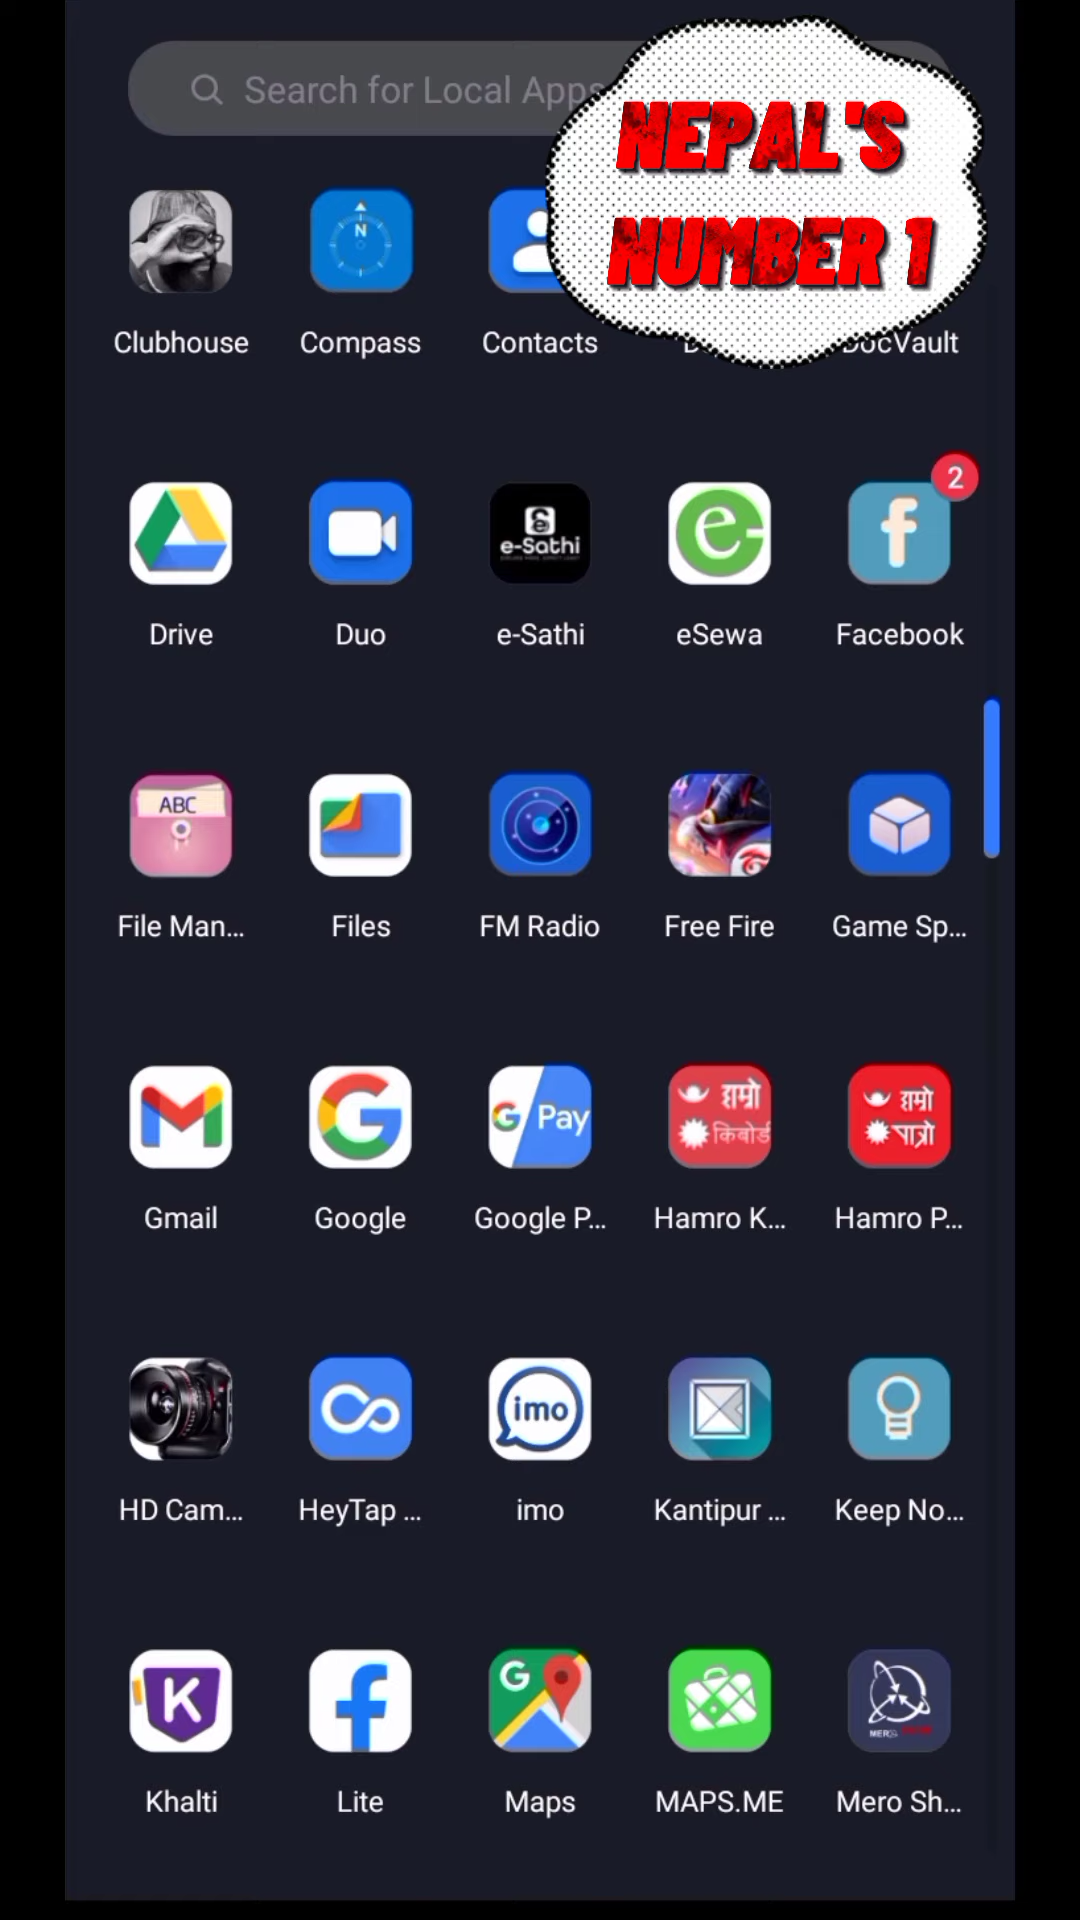 Search for Local Apps
NEPAL'S
NUMBER 1
N
Clubhouse
Compass
Contacts
DocVault
2
e-Sathi
Drive
Duo
e-Sathi
eSewa
Facebook
ABC
File Man...
Files
FM Radio
Free Fire
Game Sp...
G Pay
हाम्रो
किबोर्ड
हाम्रो
पात्रो
Gmail
Google
Google P...
Hamro K...
Hamro P...
imo
HD Cam...
HeyTap ...
imo
Kantipur ...
Keep No...
K
G
MERO
Khalti
Lite
Maps
MAPS.ME
Mero Sh...